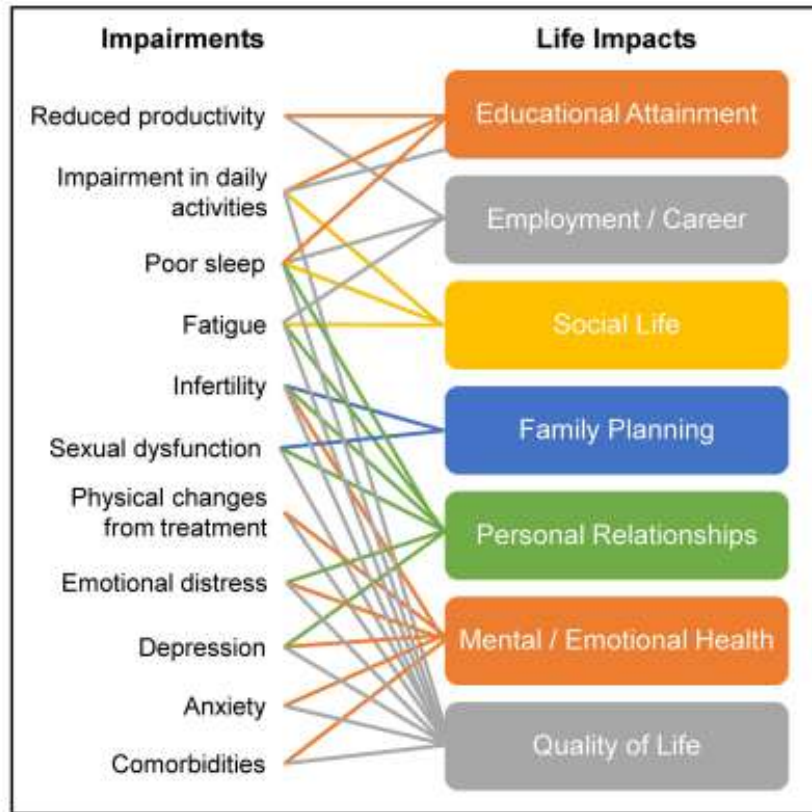 Impairments
Life Impacts
Reduced productivity
Impairment in daily
activities
Poor sleep
Fatigue
Infertility
Sexual dysfunction
Physical changes
from treatment
Emotional distress
Depression
Anxiety
Comorbidities
Educational Attainment
Employment / Career
Social Life
Family Planning
Personal Relationships
Mental / Emotional Health
Quality of Life